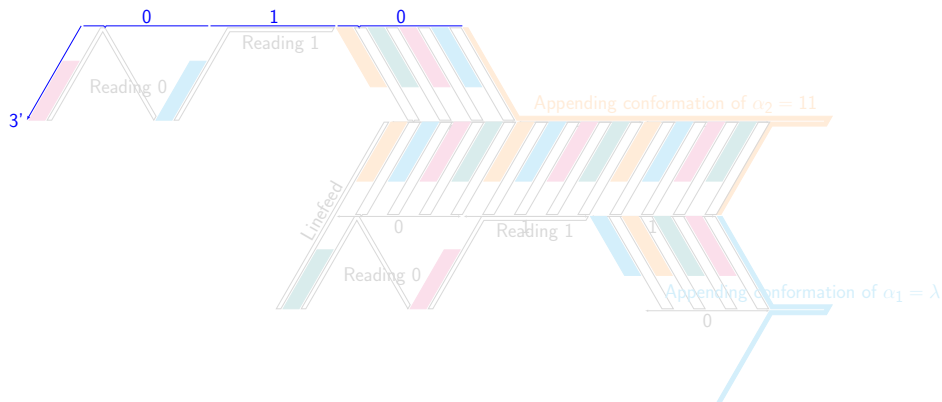 0 1 0
Reading 1
Reading 0
Appending conformation of α₂ = 11
3'
Linefeed
0 1 1
Reading 1
Reading 0
Appending conformation of α₁ = λ
0